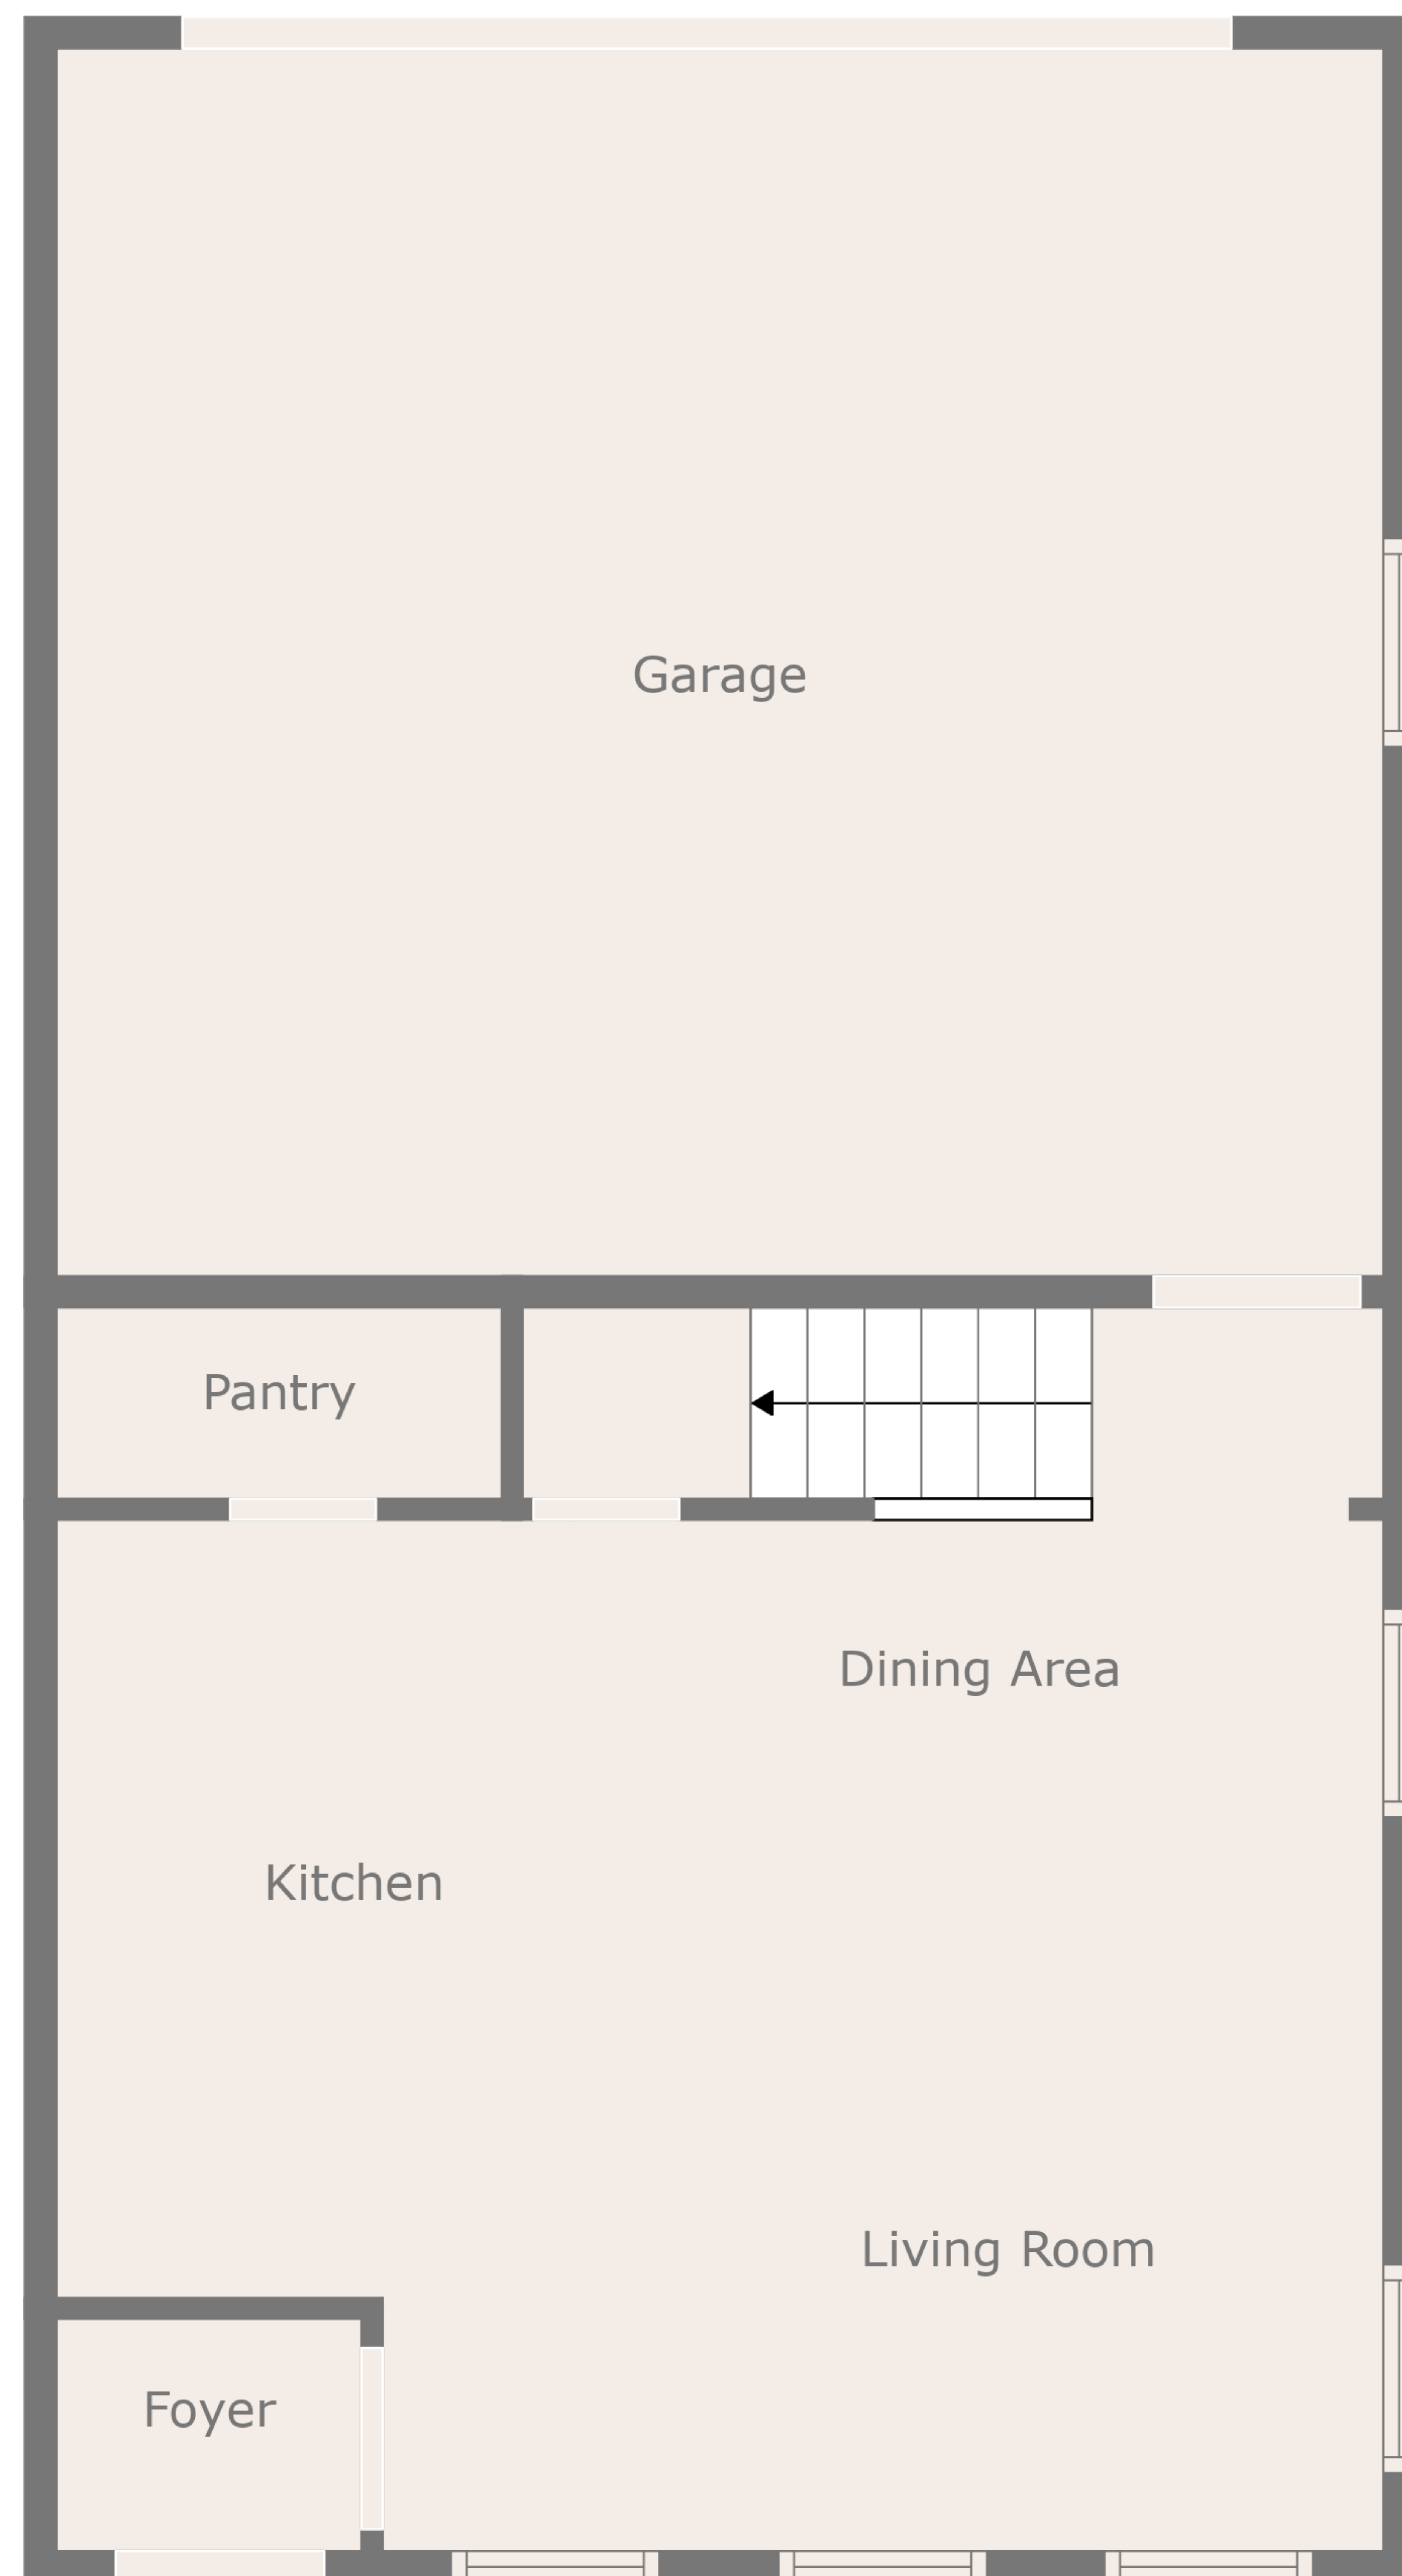 Garage
Pantry
Dining Area
Kitchen
Living Room
Foyer